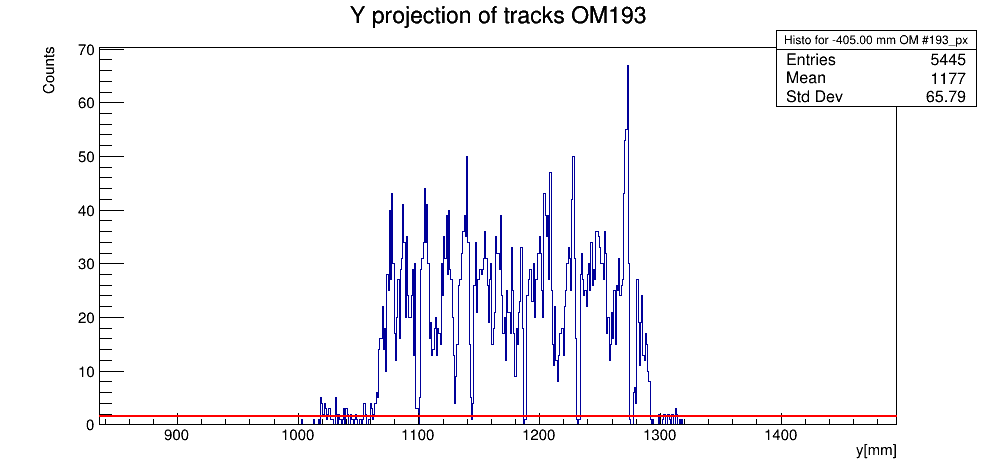 Y projection of tracks OM193
Histo for -405.00 mm OM #193_px
Entries 5445
Mean 1177
Std Dev 65.79
Counts
70
60
50
40
30
20
10
0
900 1000 1100 1200 1300 1400
y[mm]